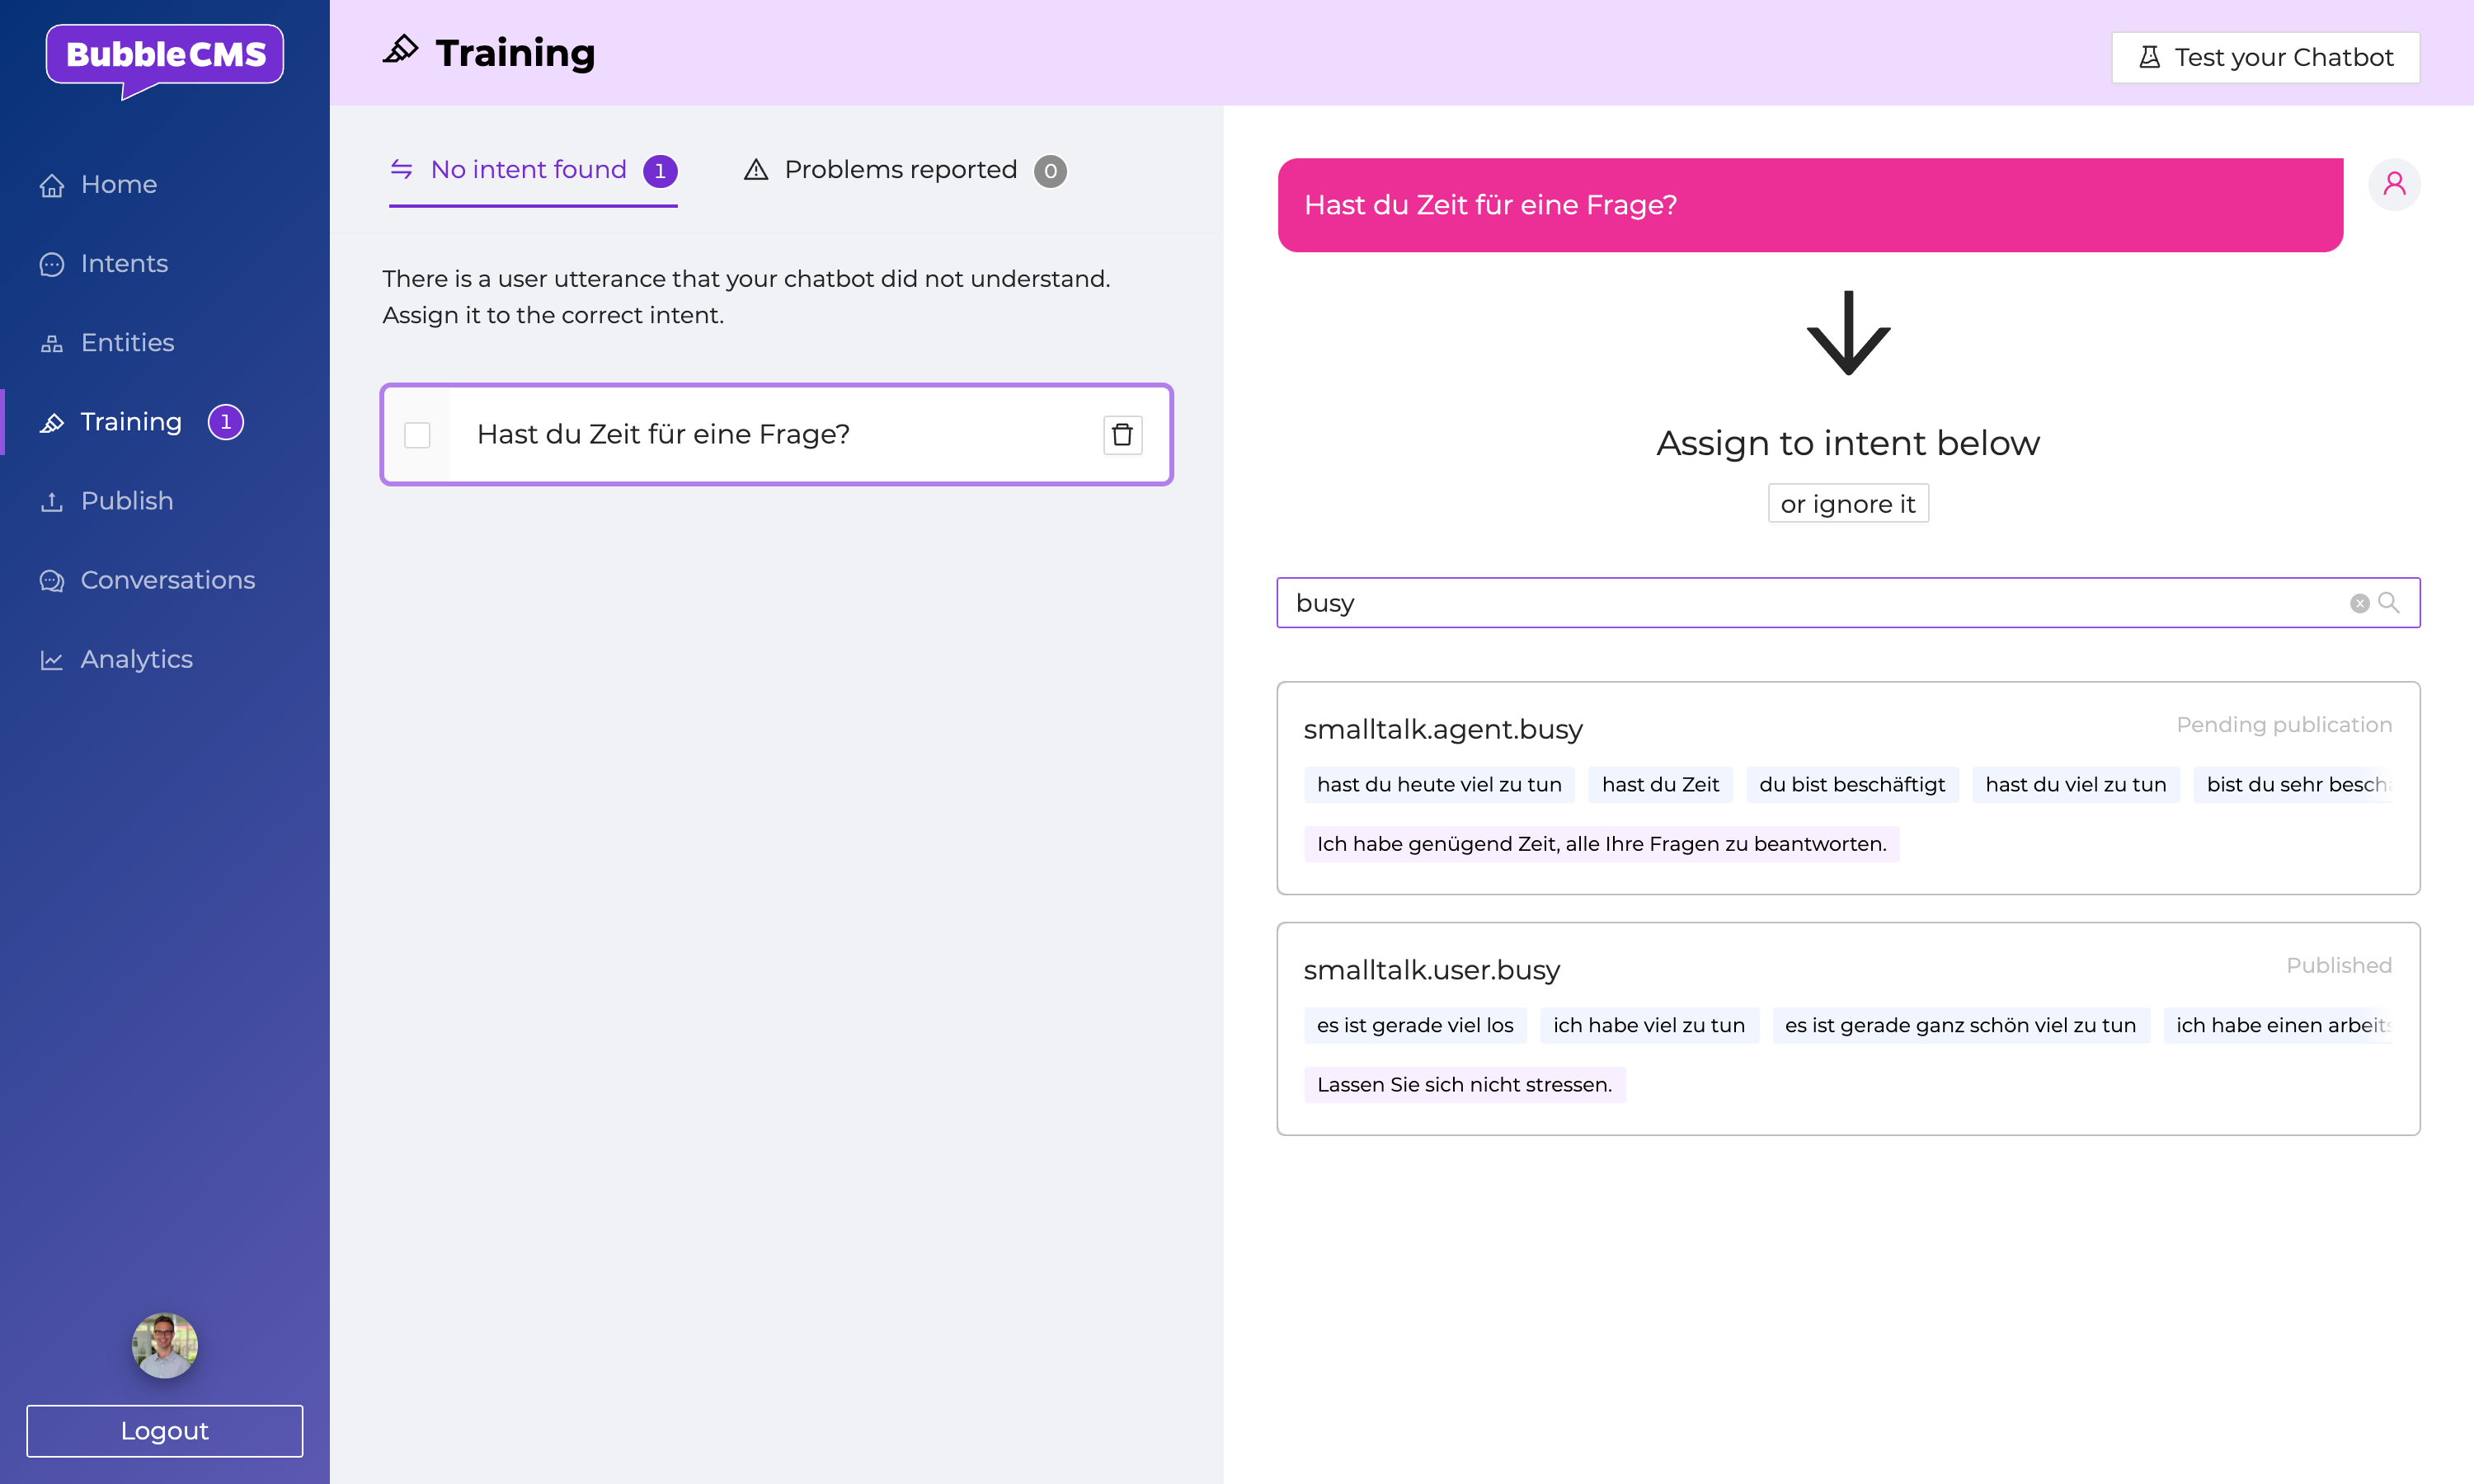 BubbleCMS
Home
Intents
Entities
Training 1
Publish
Conversations
Analytics
Logout
Training
Test your Chatbot
No intent found 1
Problems reported 0
There is a user utterance that your chatbot did not understand.
Assign it to the correct intent.
Hast du Zeit für eine Frage?
Hast du Zeit für eine Frage?
Assign to intent below
or ignore it
busy
smalltalk.agent.busy
Pending publication
hast du heute viel zu tun hast du Zeit du bist beschäftigt hast du viel zu tun bist du sehr
Ich habe genügend Zeit, alle Ihre Fragen zu beantworten.
smalltalk.user.busy
Published
es ist gerade viel los ich habe viel zu tun es ist gerade ganz schön viel zu tun ich habe einen
Lassen Sie sich nicht stressen.